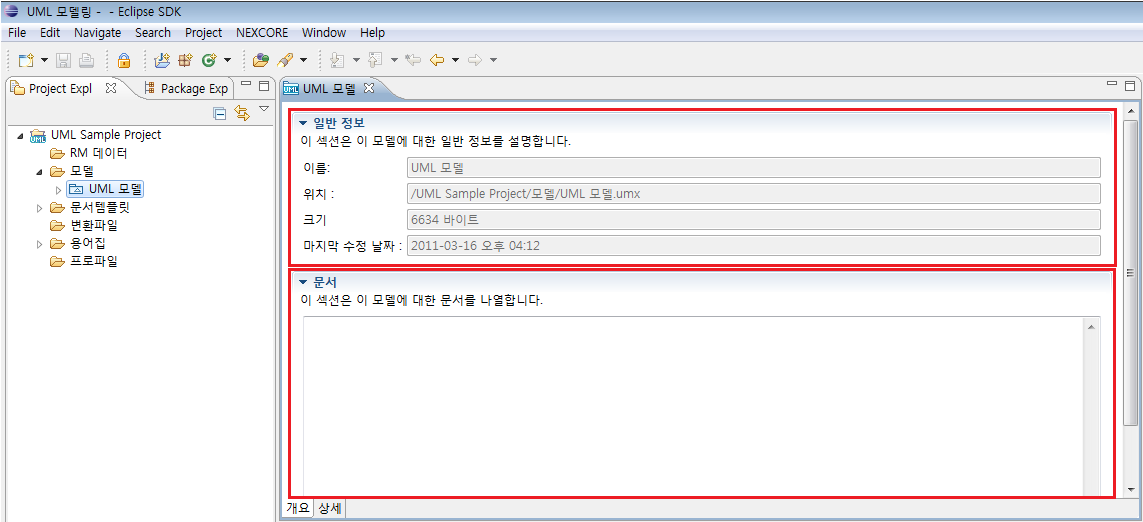 UML 모델링 - - Eclipse SDK
File Edit Navigate Search Project NEXCORE Window Help
Project Expl
Package Exp
UML Sample Project
RM 데이터
모델
UML 모델
문서템플릿
변환파일
용어집
프로파일
UML 모델
일반 정보
이 섹션은 이 모델에 대한 일반 정보를 설명합니다.
이름: UML 모델
위치 : /UML Sample Project/모델/UML 모델.umx
크기 6634 바이트
마지막 수정 날짜 : 2011-03-16 오후 04:12
문서
이 섹션은 이 모델에 대한 문서를 나열합니다.
개요 상세